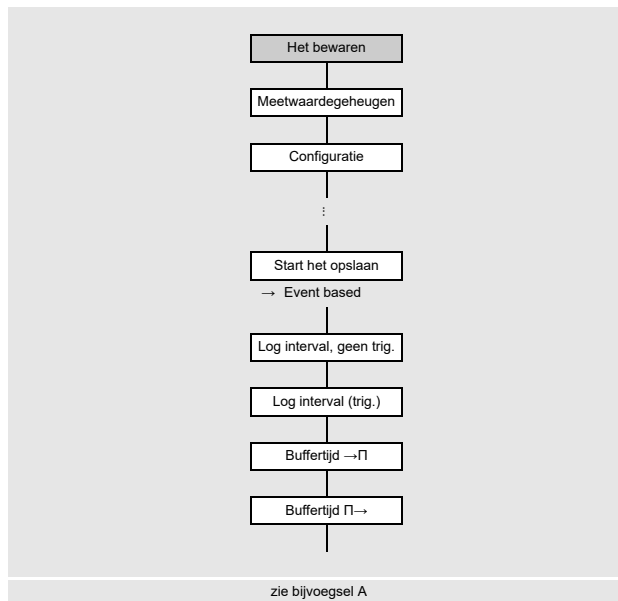 Het bewaren
Meetwaardegeheugen
Configuratie
⋮
Start het opslaan
→ Event based
Log interval, geen trig.
Log interval (trig.)
Buffertijd →Π
Buffertijd Π→
zie bijvoegsel A